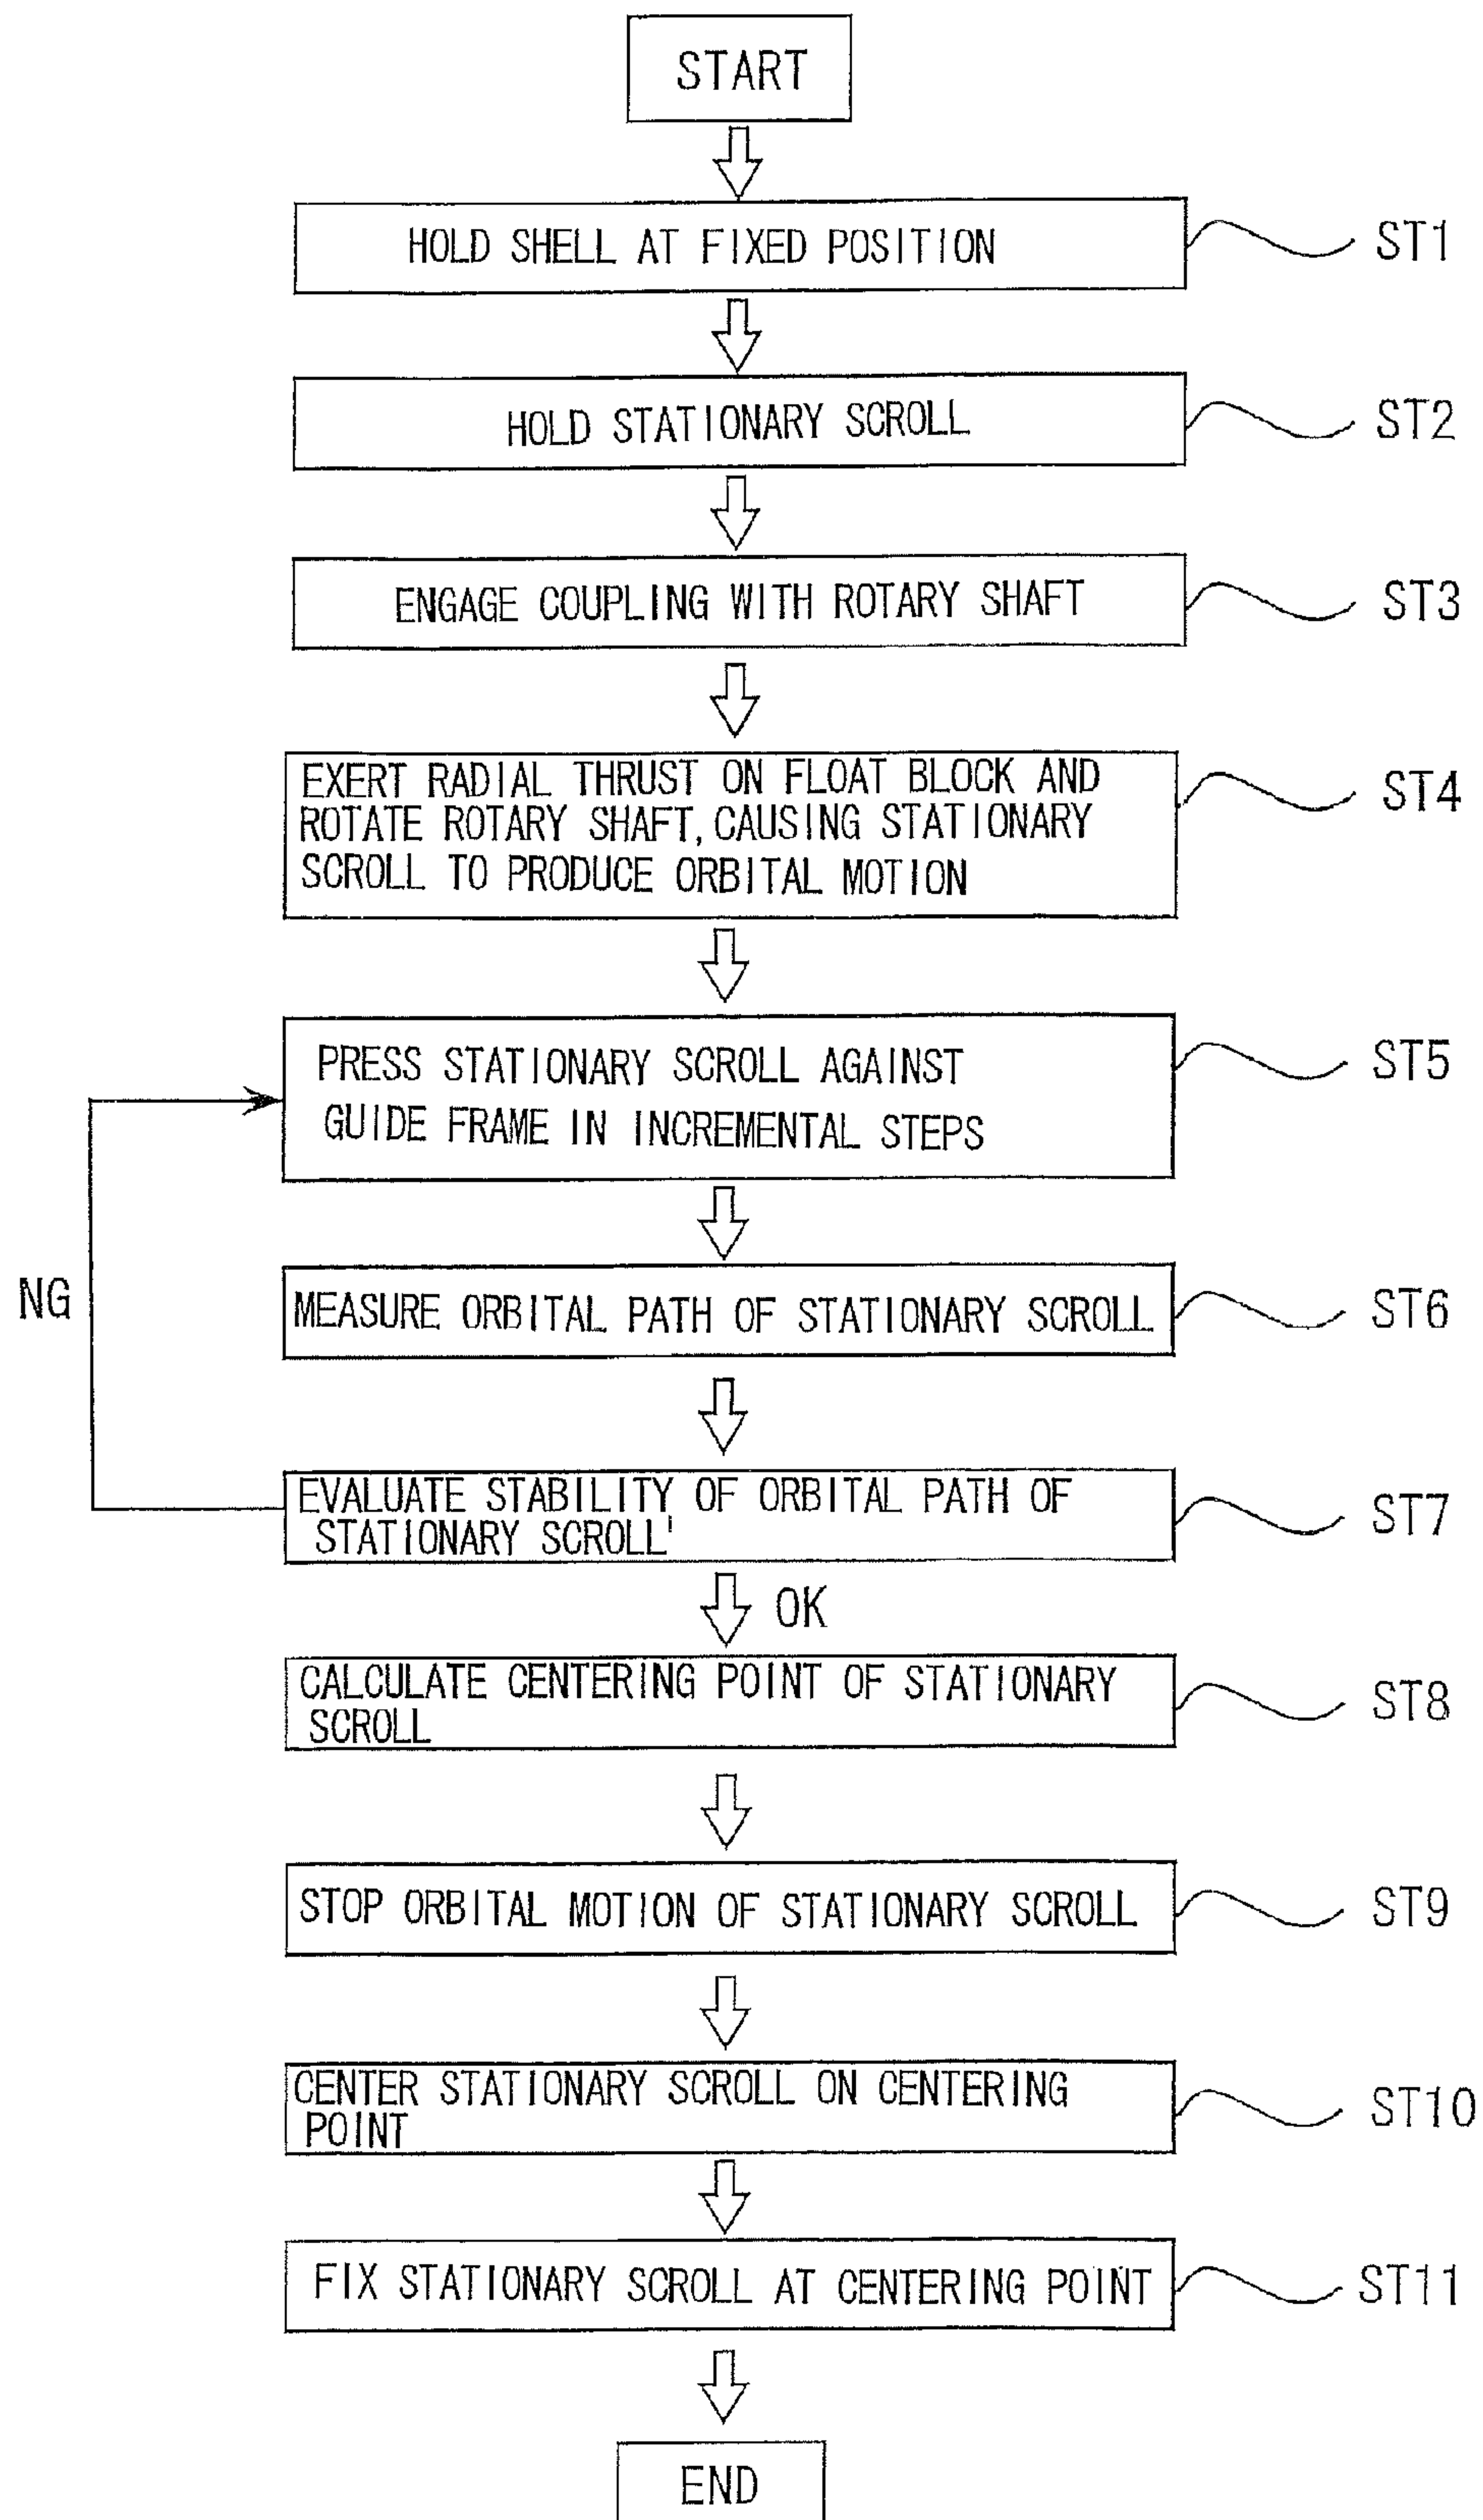 START
HOLD SHELL AT FIXED POSITION
ST1
HOLD STATIONARY SCROLL
ST2
ENGAGE COUPLING WITH ROTARY SHAFT
ST3
EXERT RADIAL THRUST ON FLOAT BLOCK AND
ROTATE ROTARY SHAFT, CAUSING STATIONARY
SCROLL TO PRODUCE ORBITAL MOTION
ST4
PRESS STATIONARY SCROLL AGAINST
GUIDE FRAME IN INCREMENTAL STEPS
ST5
NG
MEASURE ORBITAL PATH OF STATIONARY SCROLL
ST6
EVALUATE STABILITY OF ORBITAL PATH OF
STATIONARY SCROLL'
ST7
OK
CALCULATE CENTERING POINT OF STATIONARY
SCROLL
ST8
STOP ORBITAL MOTION OF STATIONARY SCROLL
ST9
CENTER STATIONARY SCROLL ON CENTERING
POINT
ST10
FIX STATIONARY SCROLL AT CENTERING POINT
ST11
END